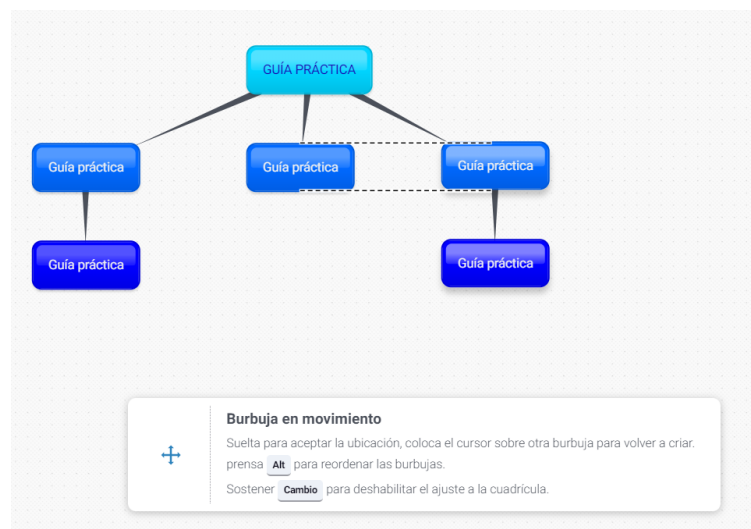 GUÍA PRÁCTICA
Guía práctica
Guía práctica
Guía práctica
Guía práctica
Guía práctica
Burbuja en movimiento
Suelta para aceptar la ubicación, coloca el cursor sobre otra burbuja para volver a criar.
prensa Alt para reordenar las burbujas.
Sostener Cambio para deshabilitar el ajuste a la cuadrícula.